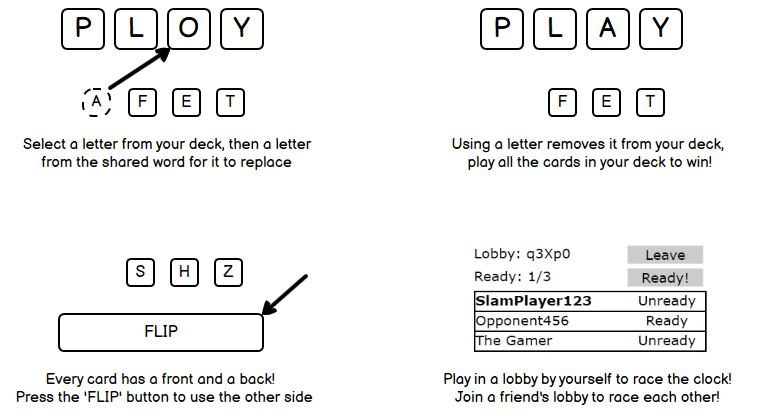 P L O Y
A F E T
Select a letter from your deck, then a letter
from the shared word for it to replace
P L A Y
F E T
Using a letter removes it from your deck,
play all the cards in your deck to win!
S H Z
FLIP
Every card has a front and a back!
Press the 'FLIP' button to use the other side
Lobby: q3Xp0 Leave
Ready: 1/3 Ready!
SlamPlayer123 Unready
Opponent456 Ready
The Gamer Unready
Play in a lobby by yourself to race the clock!
Join a friend's lobby to race each other!